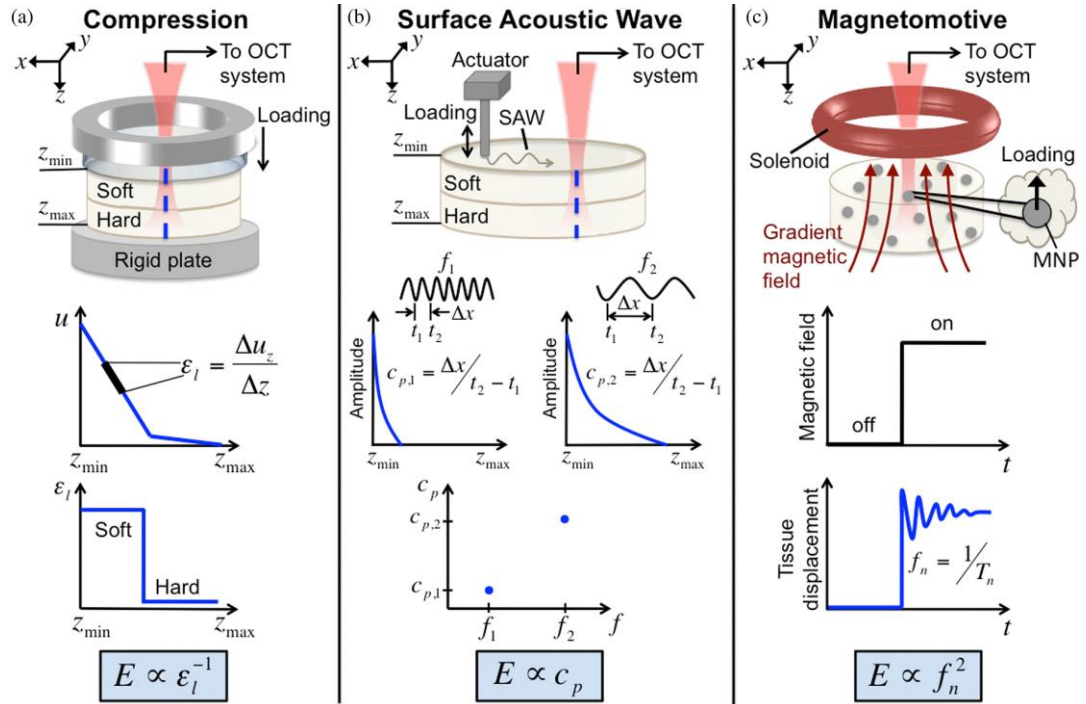 (a) Compression
x
y
z
To OCT
system
Loading
z_min
z_max
Soft
Hard
Rigid plate
u
ε_l = Δu_z / Δz
z_min
z_max
ε_l
Soft
Hard
z_min
z_max
E ∝ ε_l^-1
(b) Surface Acoustic Wave
x
y
z
Actuator
To OCT
system
Loading
SAW
z_min
z_max
Soft
Hard
f_1
Δx
t_1 t_2
Amplitude
c_p,1 = Δx / t_2 − t_1
z_min
z_max
f_2
Δx
t_1
t_2
Amplitude
c_p,2 = Δx / t_2 − t_1
z_min
z_max
c_p
c_p,2
c_p,1
f_1
f_2
f
E ∝ c_p
(c) Magnetomotive
x
y
z
To OCT
system
Solenoid
Loading
Gradient
magnetic
field
MNP
Magnetic field
on
off
t
Tissue
displacement
f_n = 1/T_n
t
E ∝ f_n^2